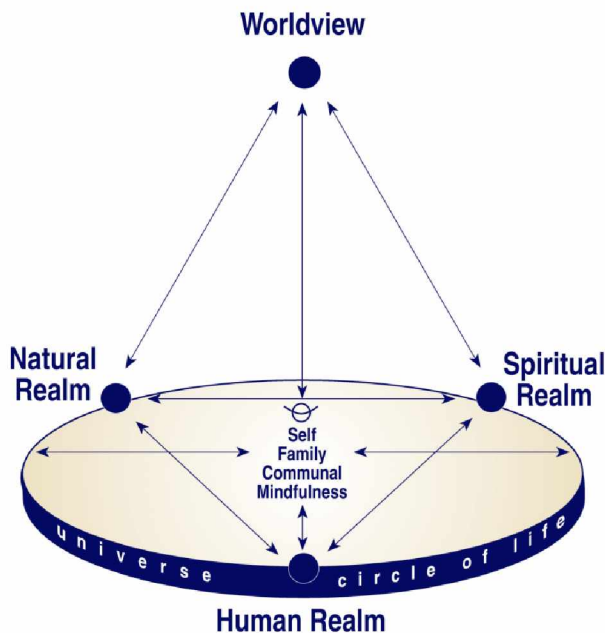 Worldview
Natural
Realm
Spiritual
Realm
Self
Family
Communal
Mindfulness
universe circle of life
Human Realm